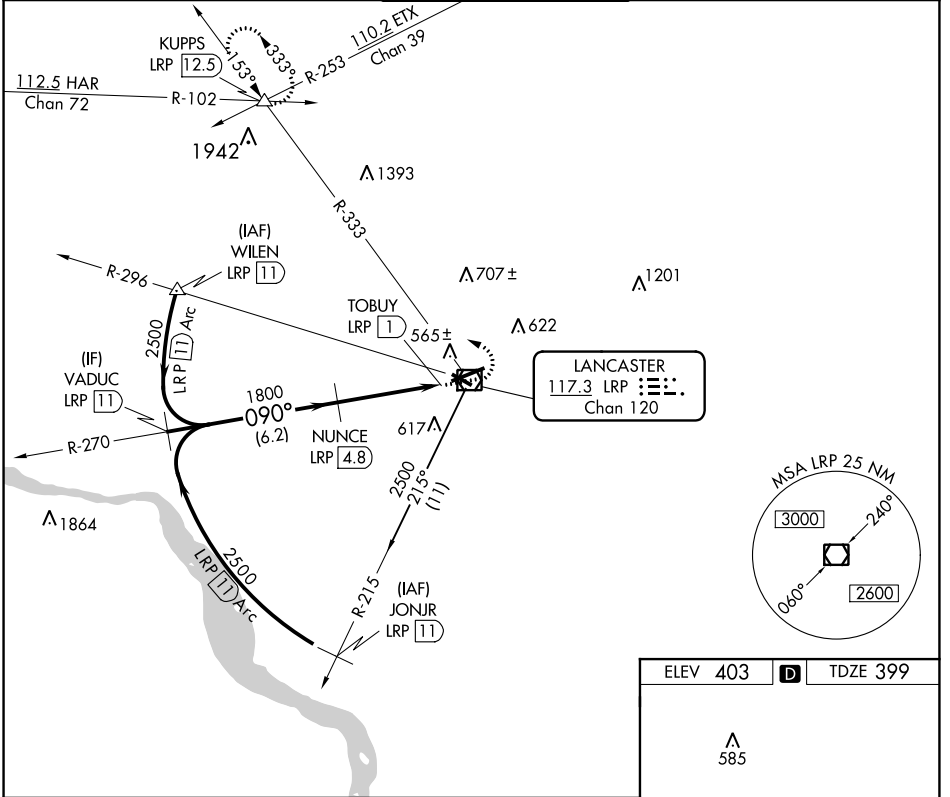 KUPPS
LRP 12.5
153°
333°
R-253
110.2 ETX
Chan 39
112.5 HAR
Chan 72
R-102
1942
1393
R-333
(IAF)
WILEN
LRP 11
R-296
707 ±
1201
TOBUY
LRP 1
565 ±
622
2500
LRP 11 Arc
(IF)
VADUC
LRP 11
LANCASTER
117.3 LRP
Chan 120
1800
090°
(6.2)
R-270
NUNCE
LRP 4.8
617
2500
215°
(11)
1864
2500
LRP 11 Arc
R-215
(IAF)
JONJR
LRP 11
MSA LRP 25 NM
3000
240°
060°
2600
ELEV 403 D TDZE 399
585